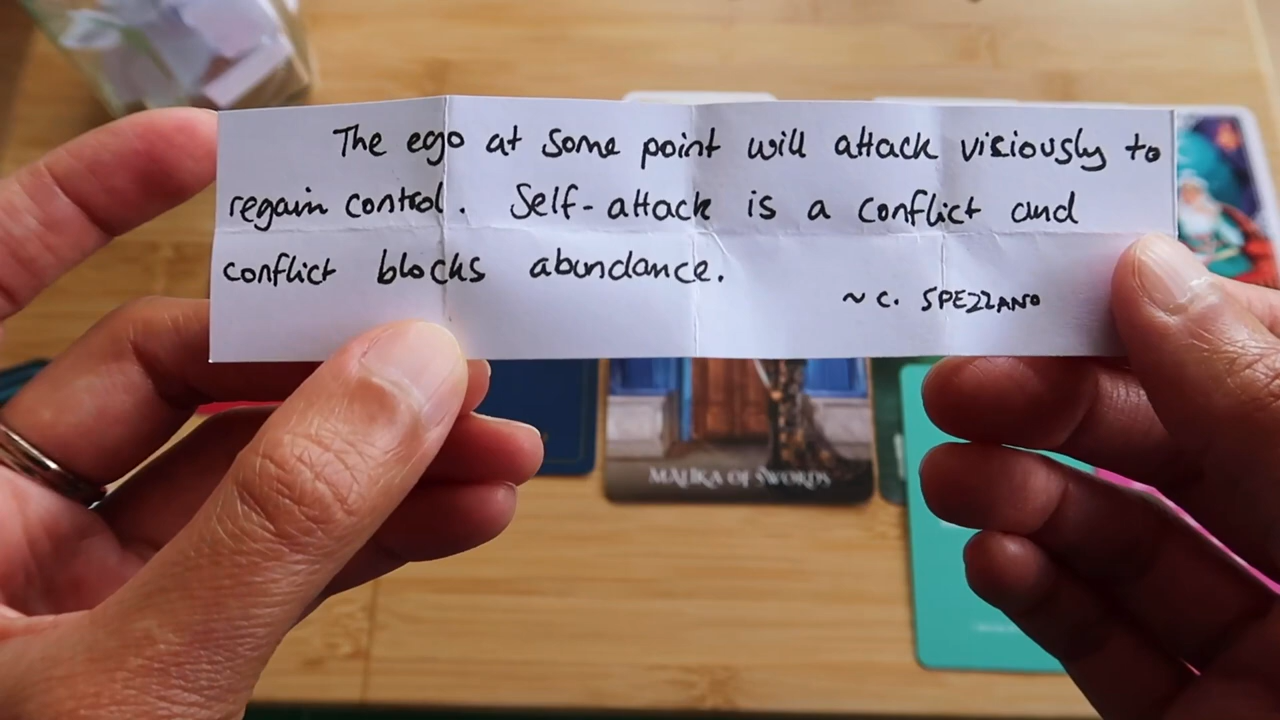 The ego at some point will attack visiously to
regain control. Self-attack is a conflict and
conflict blocks abundance.
~ C. SPEZZANO
MALIKA OF SWORDS